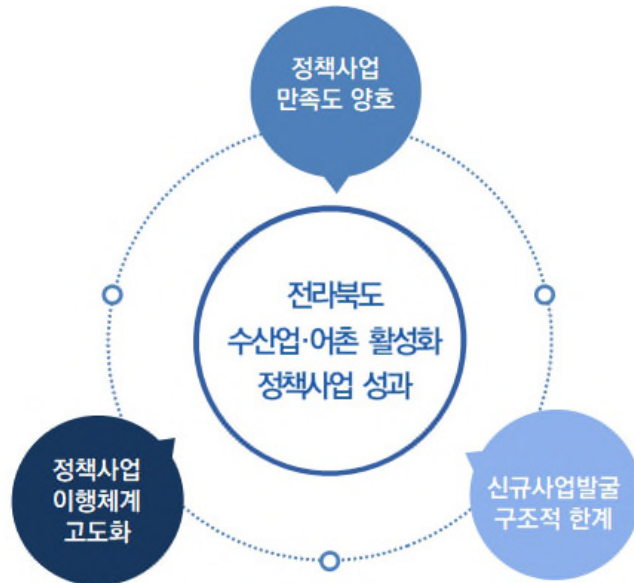 정책사업
만족도 양호
전라북도
수산업·어촌 활성화
정책사업 성과
정책사업
이행체계
고도화
신규사업발굴
구조적 한계